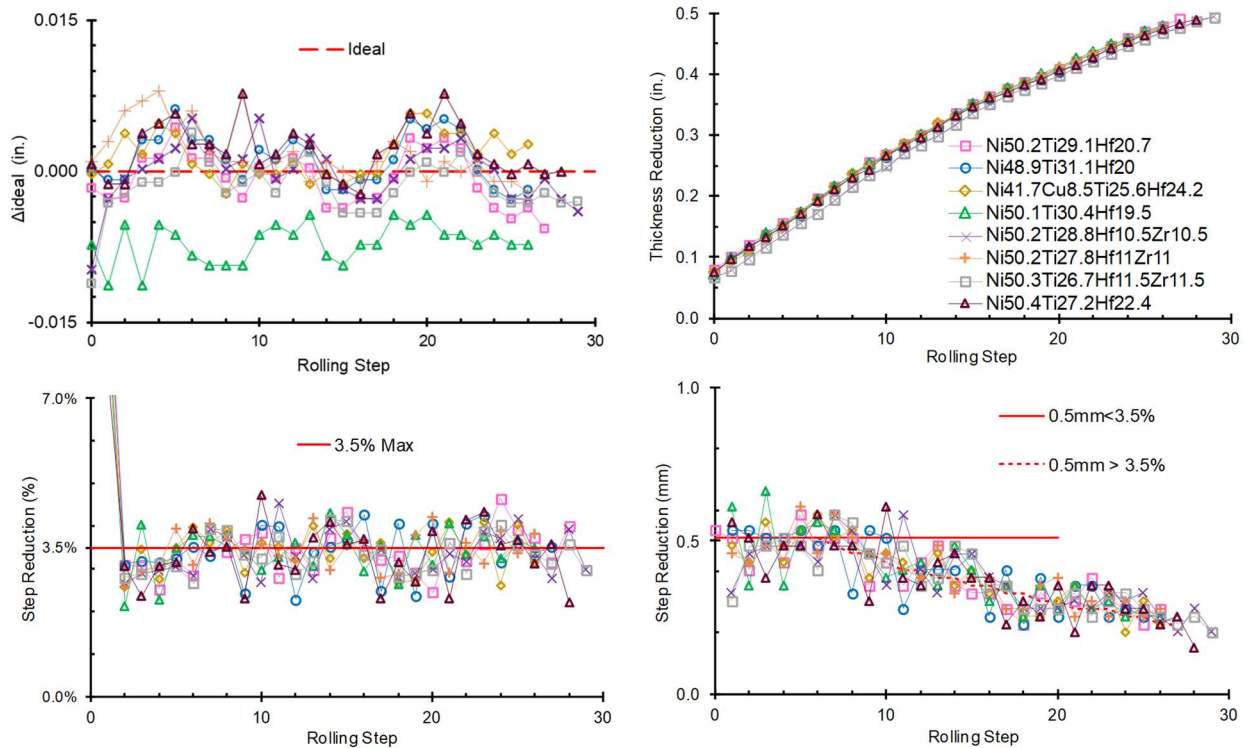 0.015
0.000
-0.015
Δideal (in.)
Ideal
0
10
20
30
Rolling Step
0.5
0.4
0.3
0.2
0.1
0.0
Thickness Reduction (in.)
Ni50.2Ti29.1Hf20.7
Ni48.9Ti31.1Hf20
Ni41.7Cu8.5Ti25.6Hf24.2
Ni50.1Ti30.4Hf19.5
Ni50.2Ti28.8Hf10.5Zr10.5
Ni50.2Ti27.8Hf11Zr11
Ni50.3Ti26.7Hf11.5Zr11.5
Ni50.4Ti27.2Hf22.4
0
10
20
30
Rolling Step
7.0%
3.5%
0.0%
Step Reduction (%)
3.5% Max
0
10
20
30
Rolling Step
1.0
0.5
0.0
Step Reduction (mm)
0.5mm<3.5%
0.5mm > 3.5%
0
10
20
30
Rolling Step